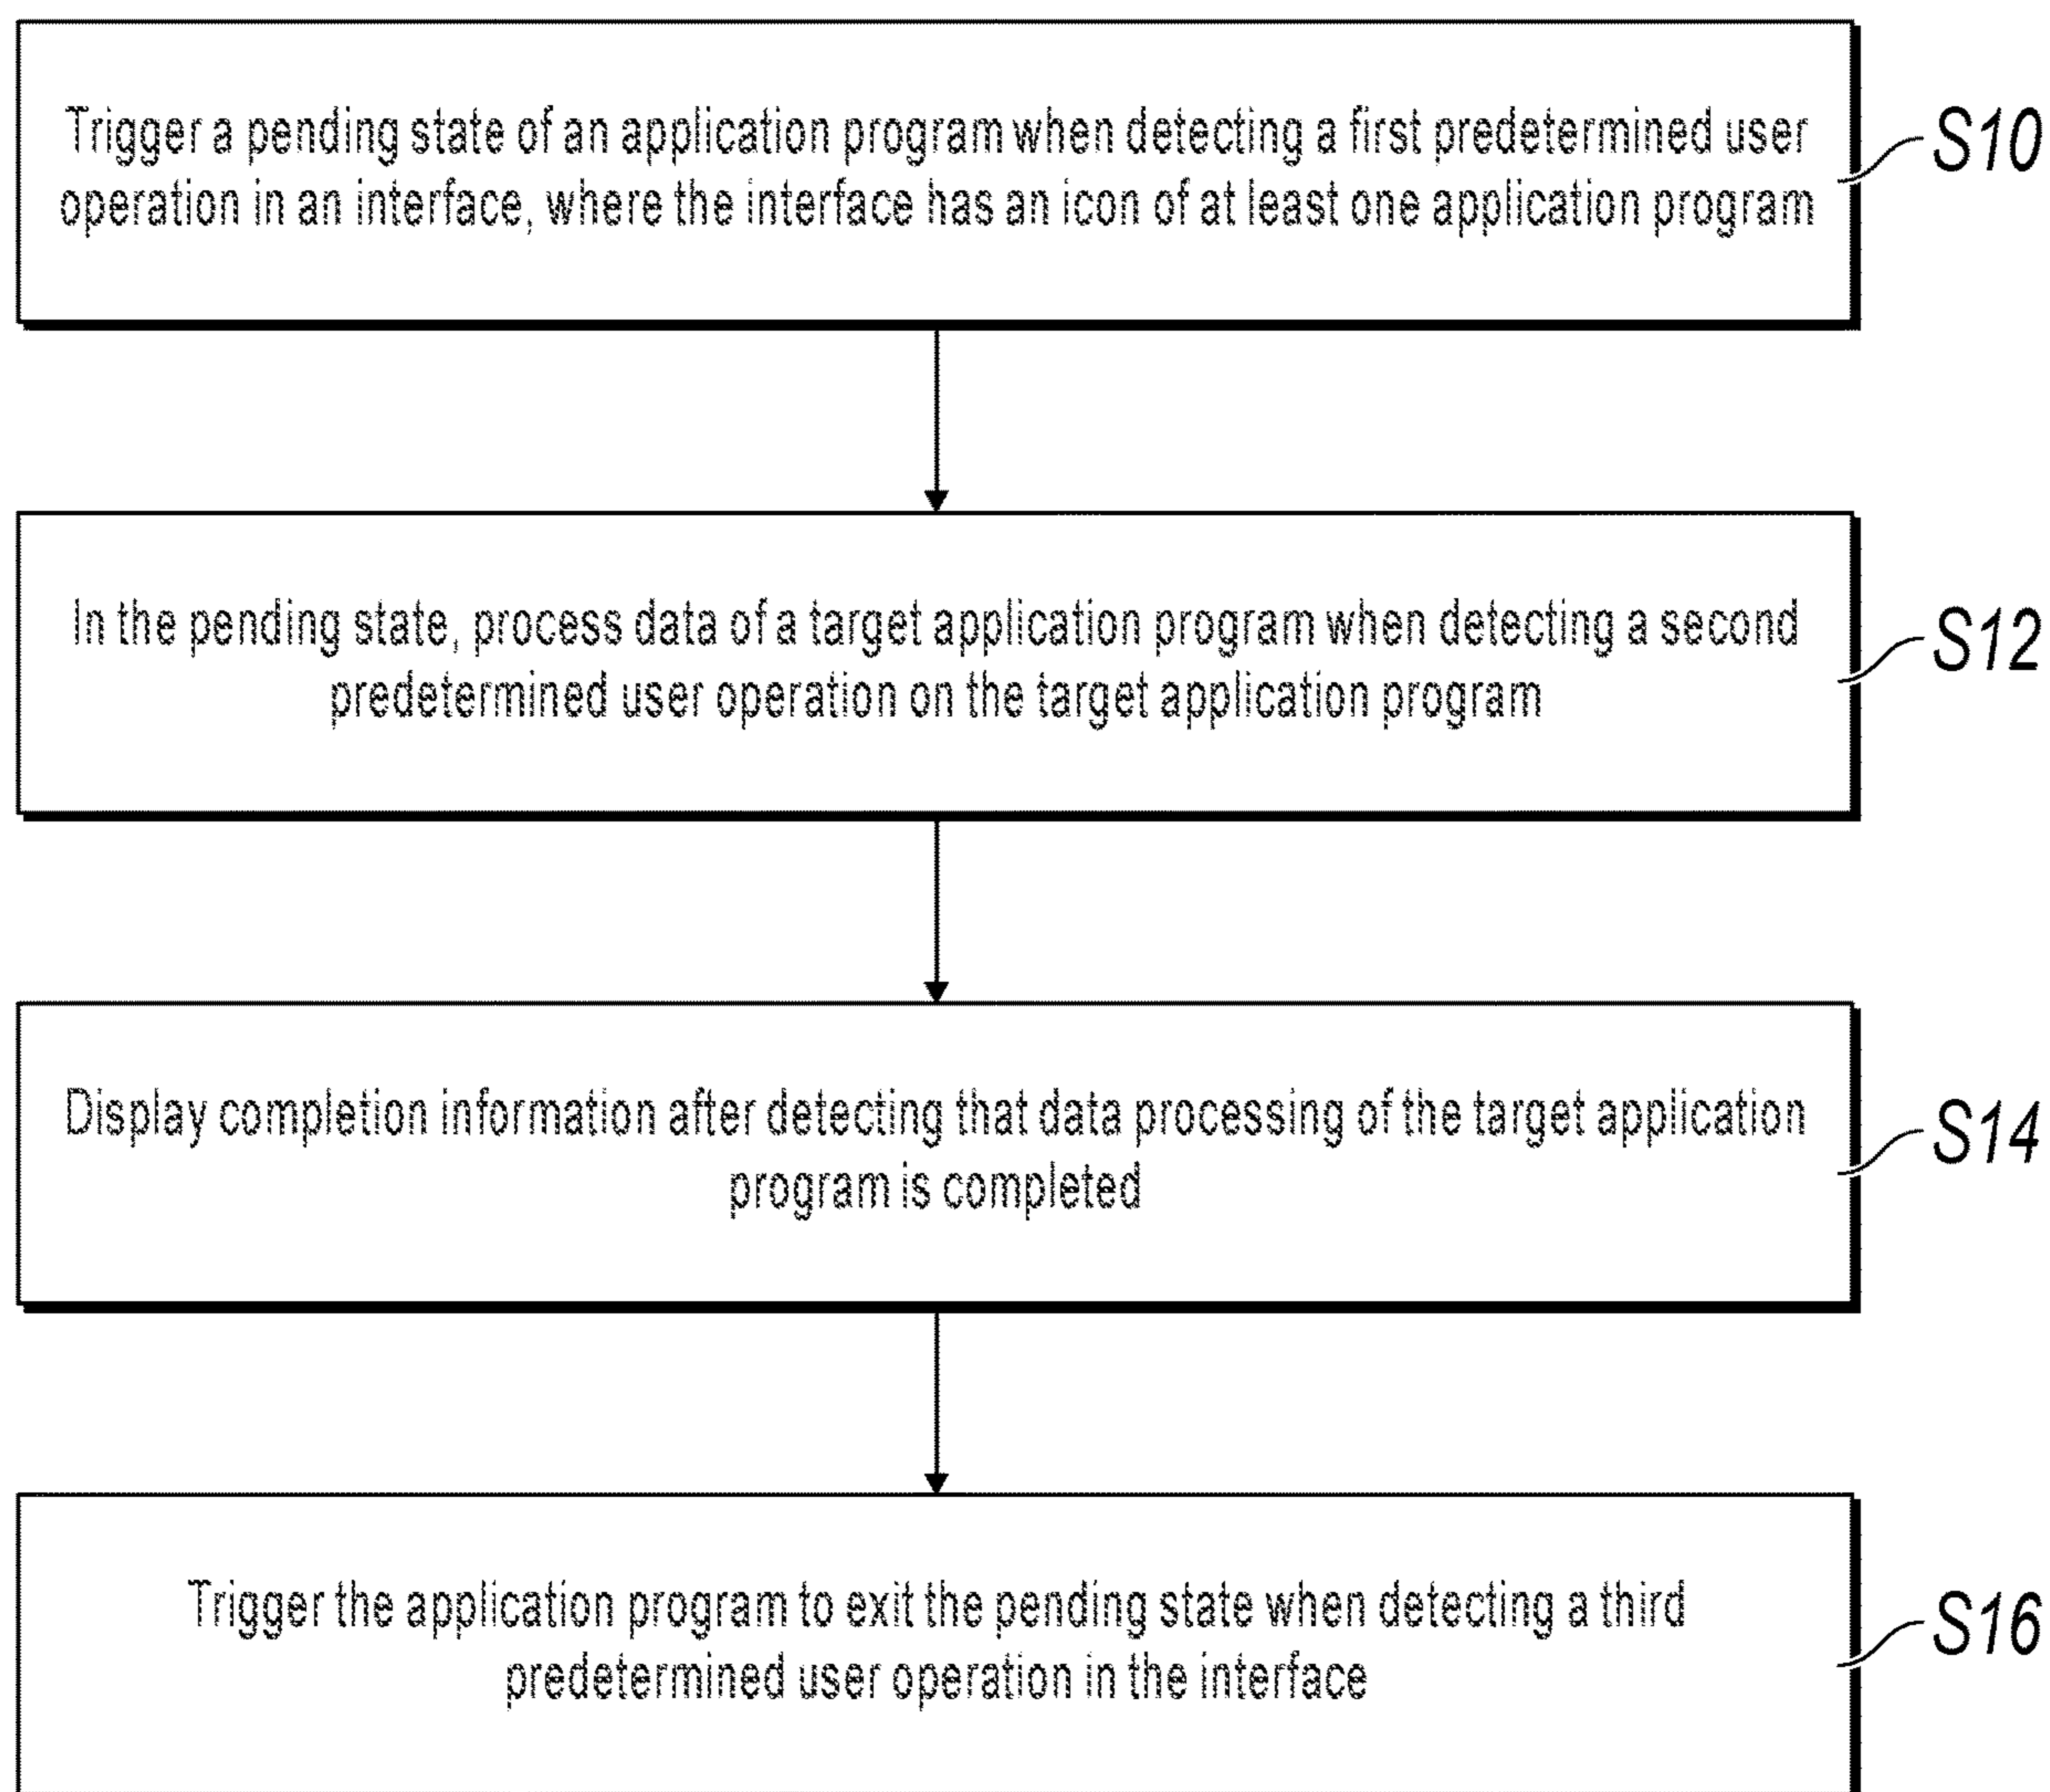 Trigger a pending state of an application program when detecting a first predetermined user
operation in an interface, where the interface has an icon of at least one application program
S10
In the pending state, process data of a target application program when detecting a second
predetermined user operation on the target application program
S12
Display completion information after detecting that data processing of the target application
program is completed
S14
Trigger the application program to exit the pending state when detecting a third
predetermined user operation in the interface
S16